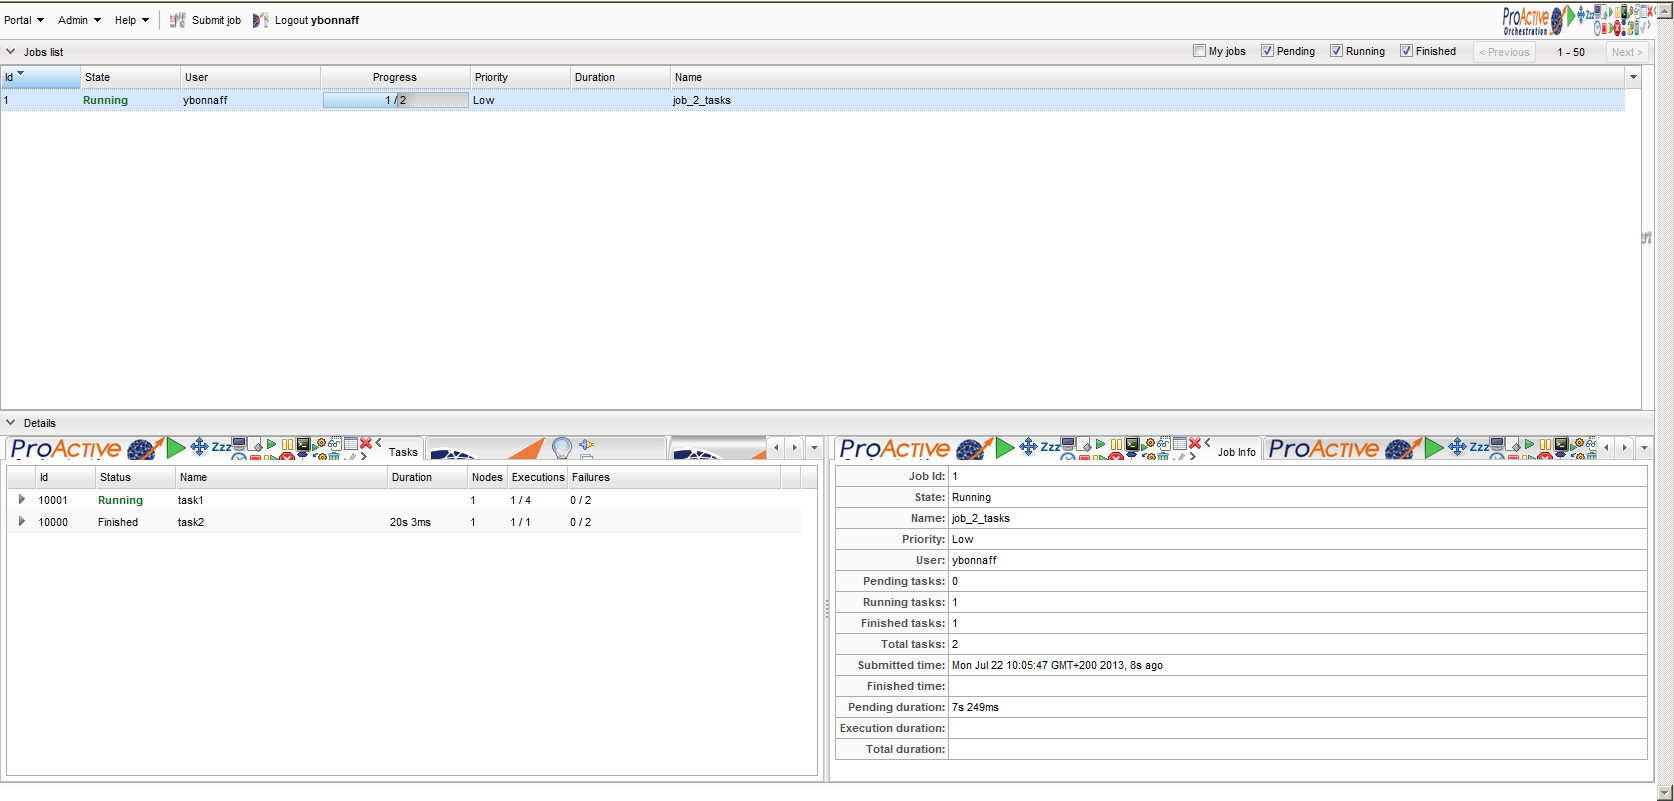 Portal Admin Help Submit job Logout ybonnaff
ProActive
Orchestration
Zzz
Jobs list My jobs Pending Running Finished < Previous 1 - 50 Next >
Id State User Progress Priority Duration Name
1 Running ybonnaff 1 / 2 Low job_2_tasks
Details
ProActive Zzz Tasks
ProActive Zzz Job Info ProActive Zzz
Id Status Name Duration Nodes Executions Failures
10001 Running task1 1 1 / 4 0 / 2
10000 Finished task2 20s 3ms 1 1 / 1 0 / 2
Job Id: 1
State: Running
Name: job_2_tasks
Priority: Low
User: ybonnaff
Pending tasks: 0
Running tasks: 1
Finished tasks: 1
Total tasks: 2
Submitted time: Mon Jul 22 10:05:47 GMT+200 2013, 8s ago
Finished time:
Pending duration: 7s 249ms
Execution duration:
Total duration: